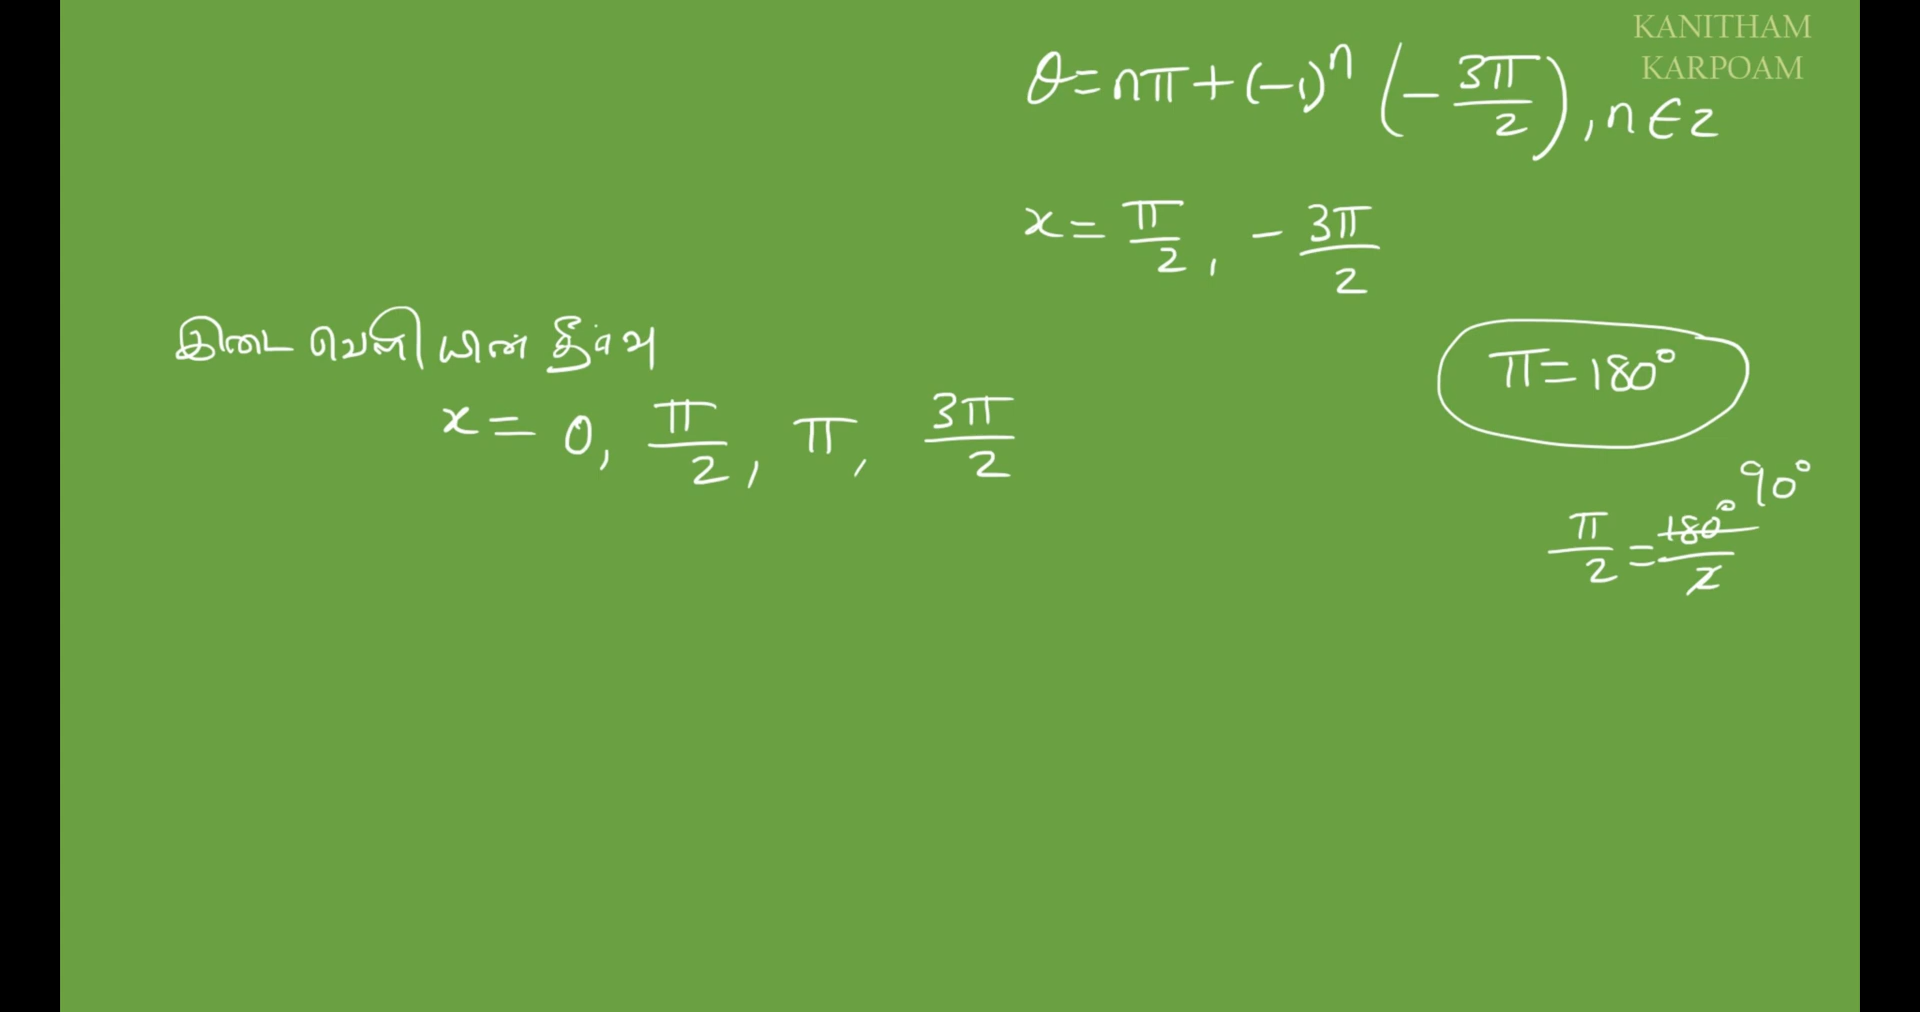 KANITHAM
KARPOAM
θ = nπ + (-1)ⁿ (- 3π/2), n ∈ z
x = π/2, - 3π/2
இடைவெளியின் தீர்வு
π = 180°
x = 0, π/2, π, 3π/2
90°
π/2 = 180°/2